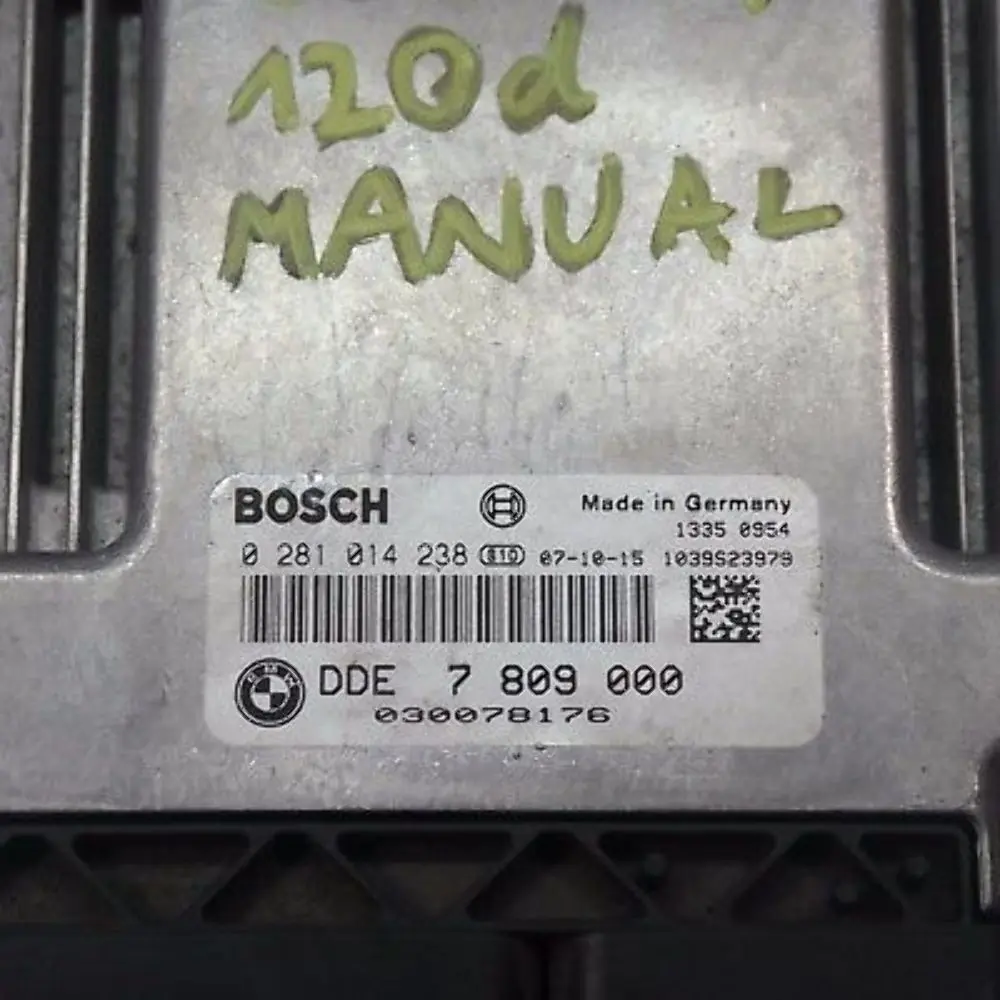 120d
MANUAL
BOSCH Made in Germany
1335 0954
0 281 014 238 S10 07-10-15 1039S23979
DDE 7 809 000
030078176